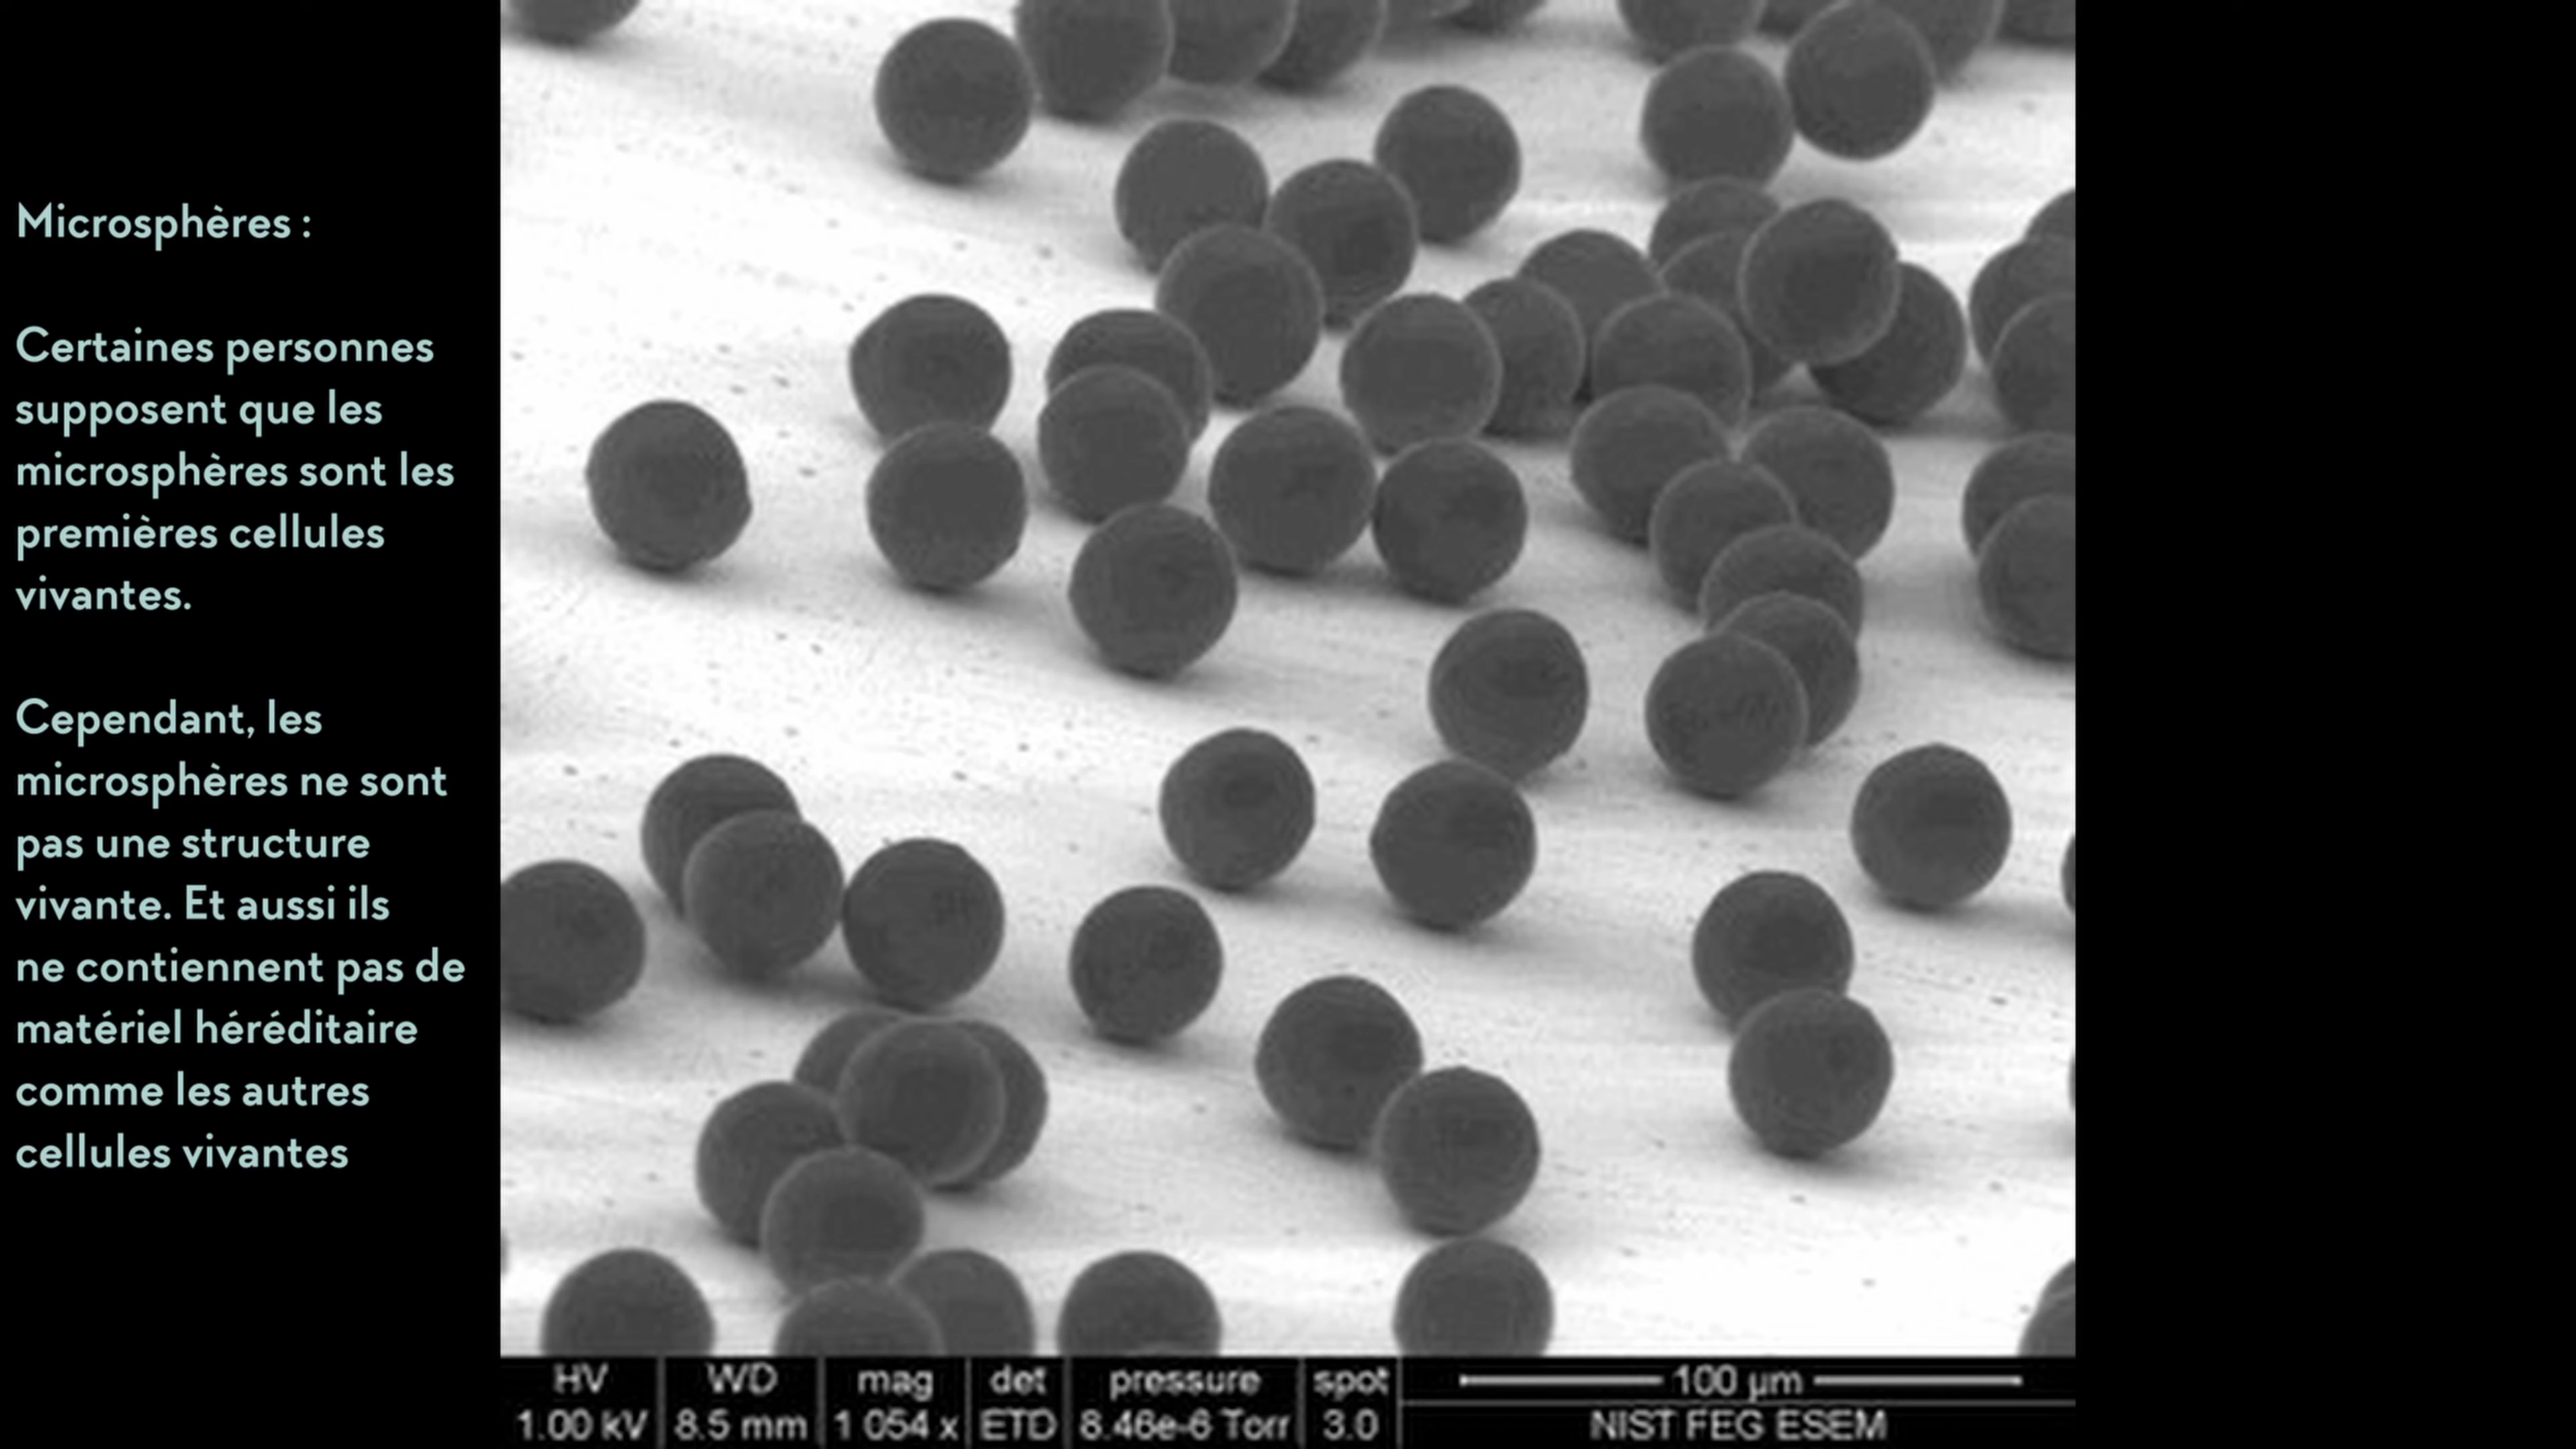 Microsphères :
Certaines personnes
supposent que les
microsphères sont les
premières cellules
vivantes.
Cependant, les
microsphères ne sont
pas une structure
vivante. Et aussi ils
ne contiennent pas de
matériel héréditaire
comme les autres
cellules vivantes
HV WD mag det pressure spot 100 µm
1.00 kV 8.5 mm 1 054 x ETD 8.46e-6 Torr 3.0 NIST FEG ESEM